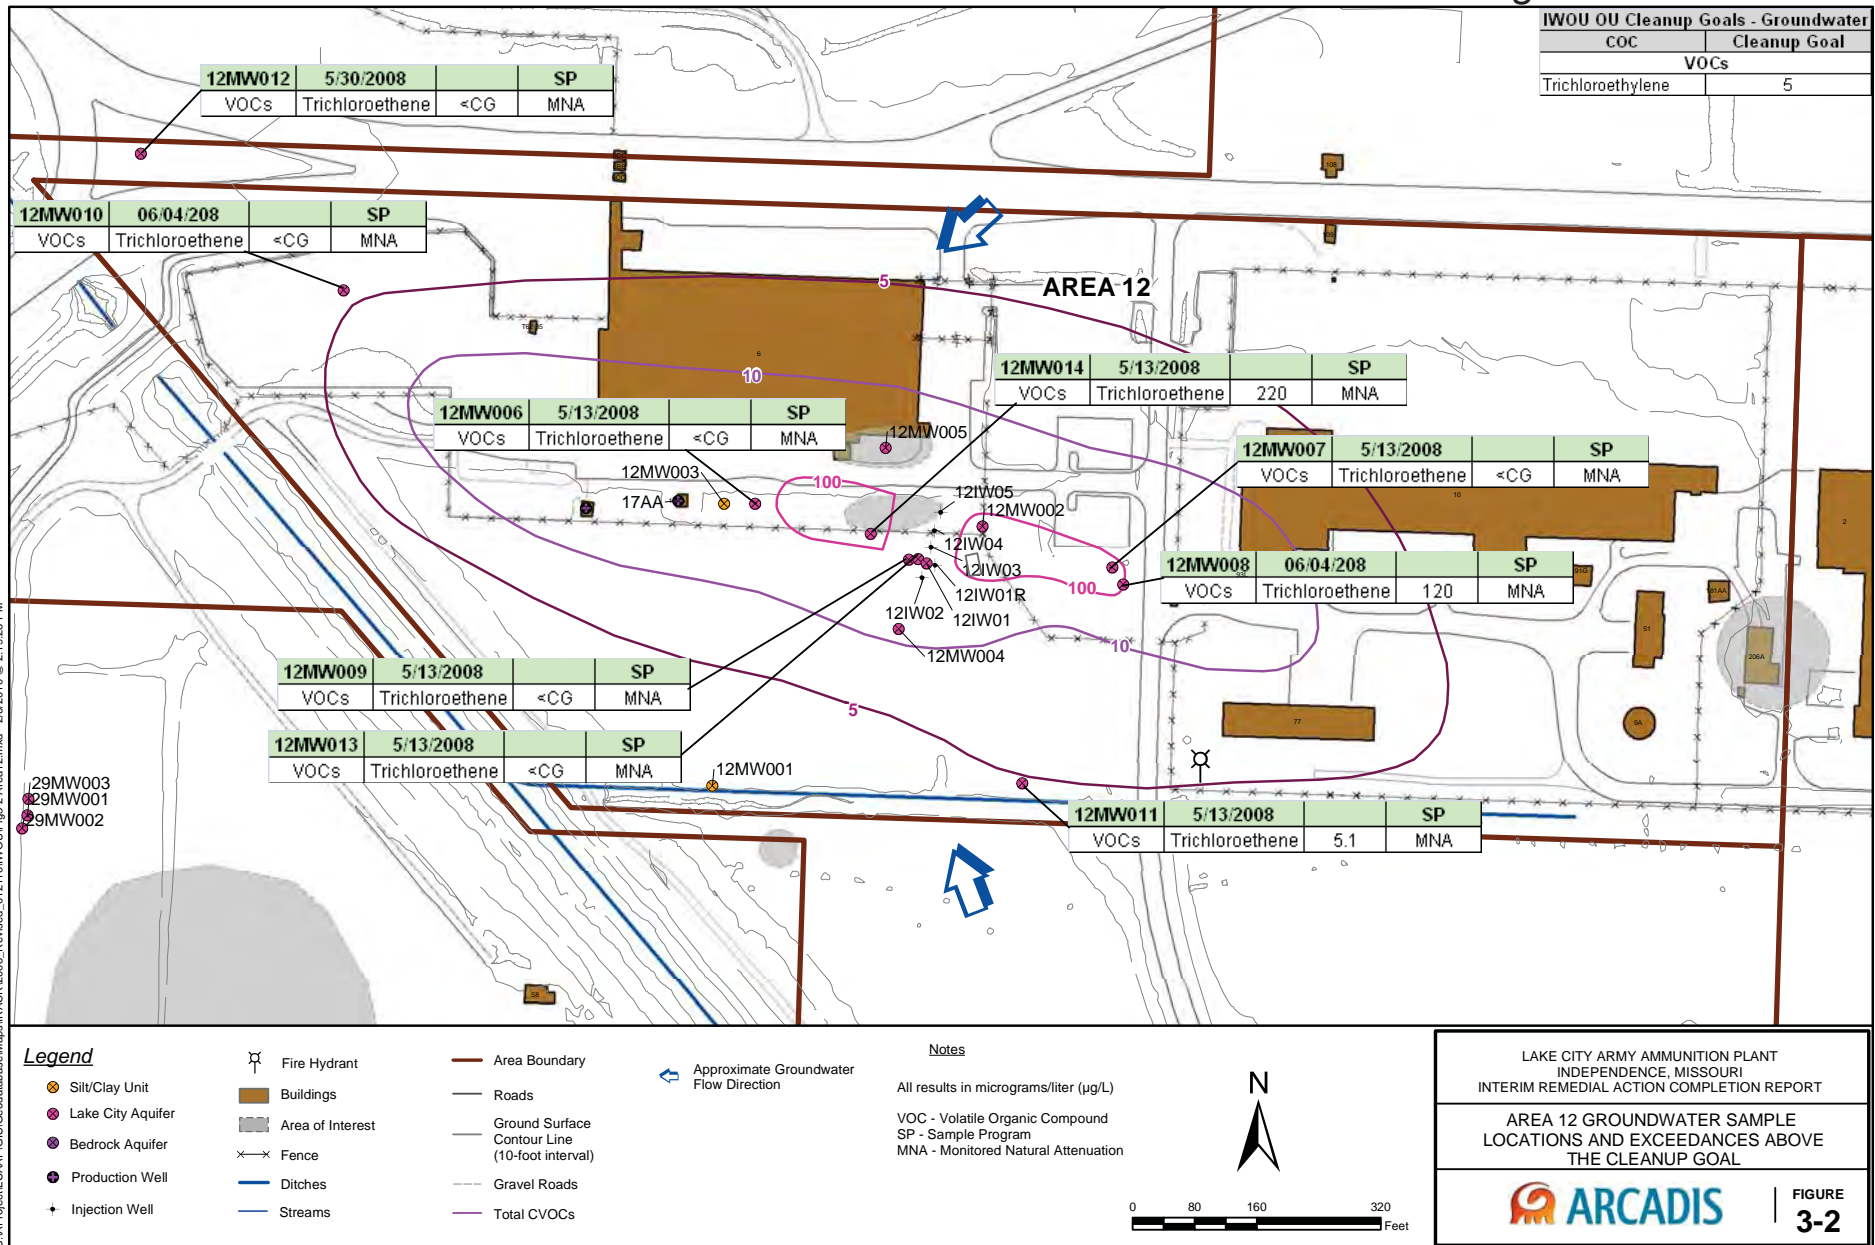 IWOU OU Cleanup Goals - Groundwater
COC Cleanup Goal
VOCs
Trichloroethylene 5
12MW012 5/30/2008 SP
VOCs Trichloroethene <CG MNA
12MW010 06/04/208 SP
VOCs Trichloroethene <CG MNA
AREA 12
5
10
6
108
109
12MW014 5/13/2008 SP
VOCs Trichloroethene 220 MNA
12MW006 5/13/2008 SP
VOCs Trichloroethene <CG MNA
12MW005
12MW007 5/13/2008 SP
VOCs Trichloroethene <CG MNA
12MW003
17AA
100
12IW05
12MW002
10
2
12IW04
12IW03
12MW008 06/04/208 SP
VOCs Trichloroethene 120 MNA
100
12IW01R
12IW02
12IW01
12MW004
10
51
206A
12MW009 5/13/2008 SP
VOCs Trichloroethene <CG MNA
5
77
9A
12MW013 5/13/2008 SP
VOCs Trichloroethene <CG MNA
12MW001
29MW003
29MW001
29MW002
12MW011 5/13/2008 SP
VOCs Trichloroethene 5.1 MNA
58
Legend
Silt/Clay Unit
Lake City Aquifer
Bedrock Aquifer
Production Well
Injection Well
Fire Hydrant
Buildings
Area of Interest
Fence
Ditches
Streams
Area Boundary
Roads
Ground Surface
Contour Line
(10-foot interval)
Gravel Roads
Total CVOCs
Approximate Groundwater
Flow Direction
Notes
All results in micrograms/liter (µg/L)
VOC - Volatile Organic Compound
SP - Sample Program
MNA - Monitored Natural Attenuation
N
0 80 160 320
Feet
LAKE CITY ARMY AMMUNITION PLANT
INDEPENDENCE, MISSOURI
INTERIM REMEDIAL ACTION COMPLETION REPORT
AREA 12 GROUNDWATER SAMPLE
LOCATIONS AND EXCEEDANCES ABOVE
THE CLEANUP GOAL
ARCADIS
FIGURE
3-2